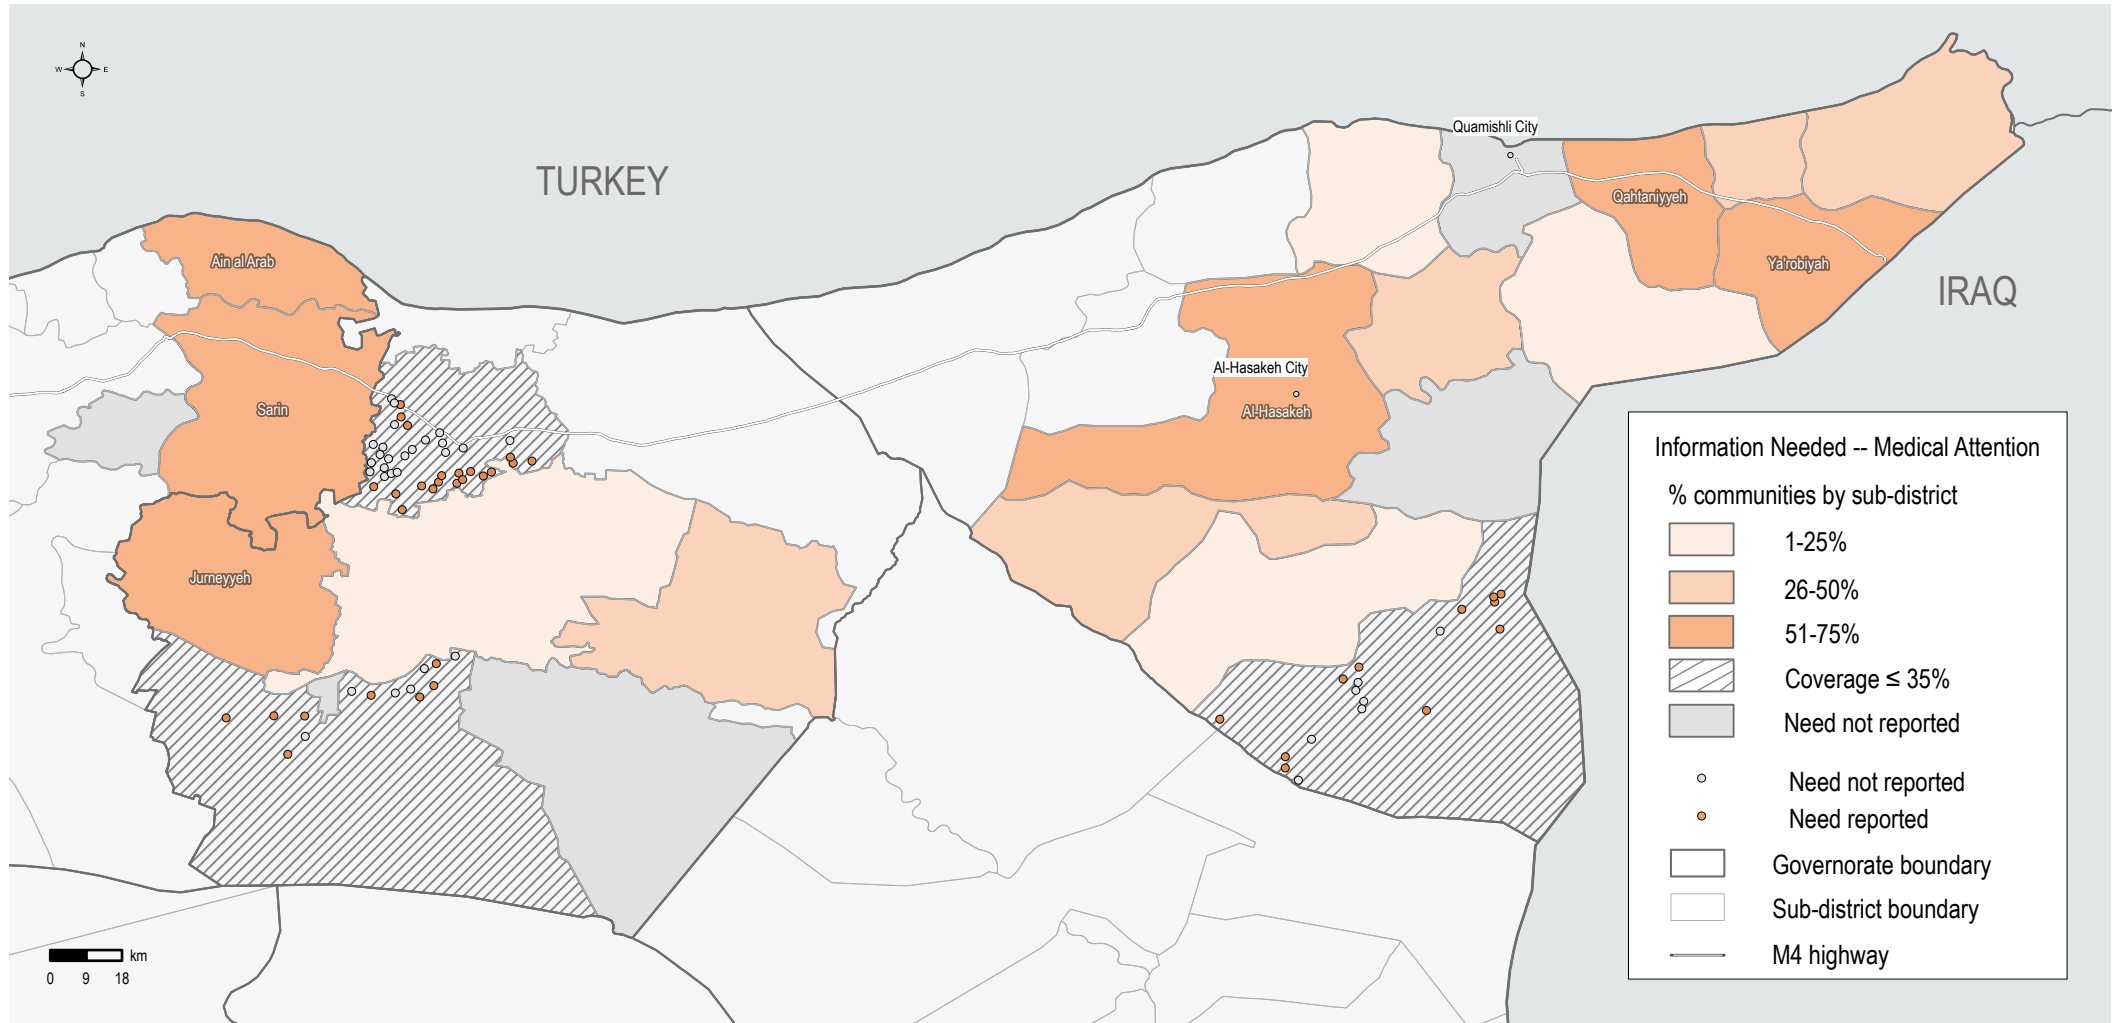 N
W E
S
TURKEY
Quamishli City
Qahtaniyyeh
Ain al Arab
Ya'robiyah
IRAQ
Al-Hasakeh City
Sarin
Al-Hasakeh
Jurneyyeh
Information Needed -- Medical Attention
% communities by sub-district
1-25%
26-50%
51-75%
Coverage ≤ 35%
Need not reported
Need not reported
Need reported
Governorate boundary
Sub-district boundary
M4 highway
km
0 9 18